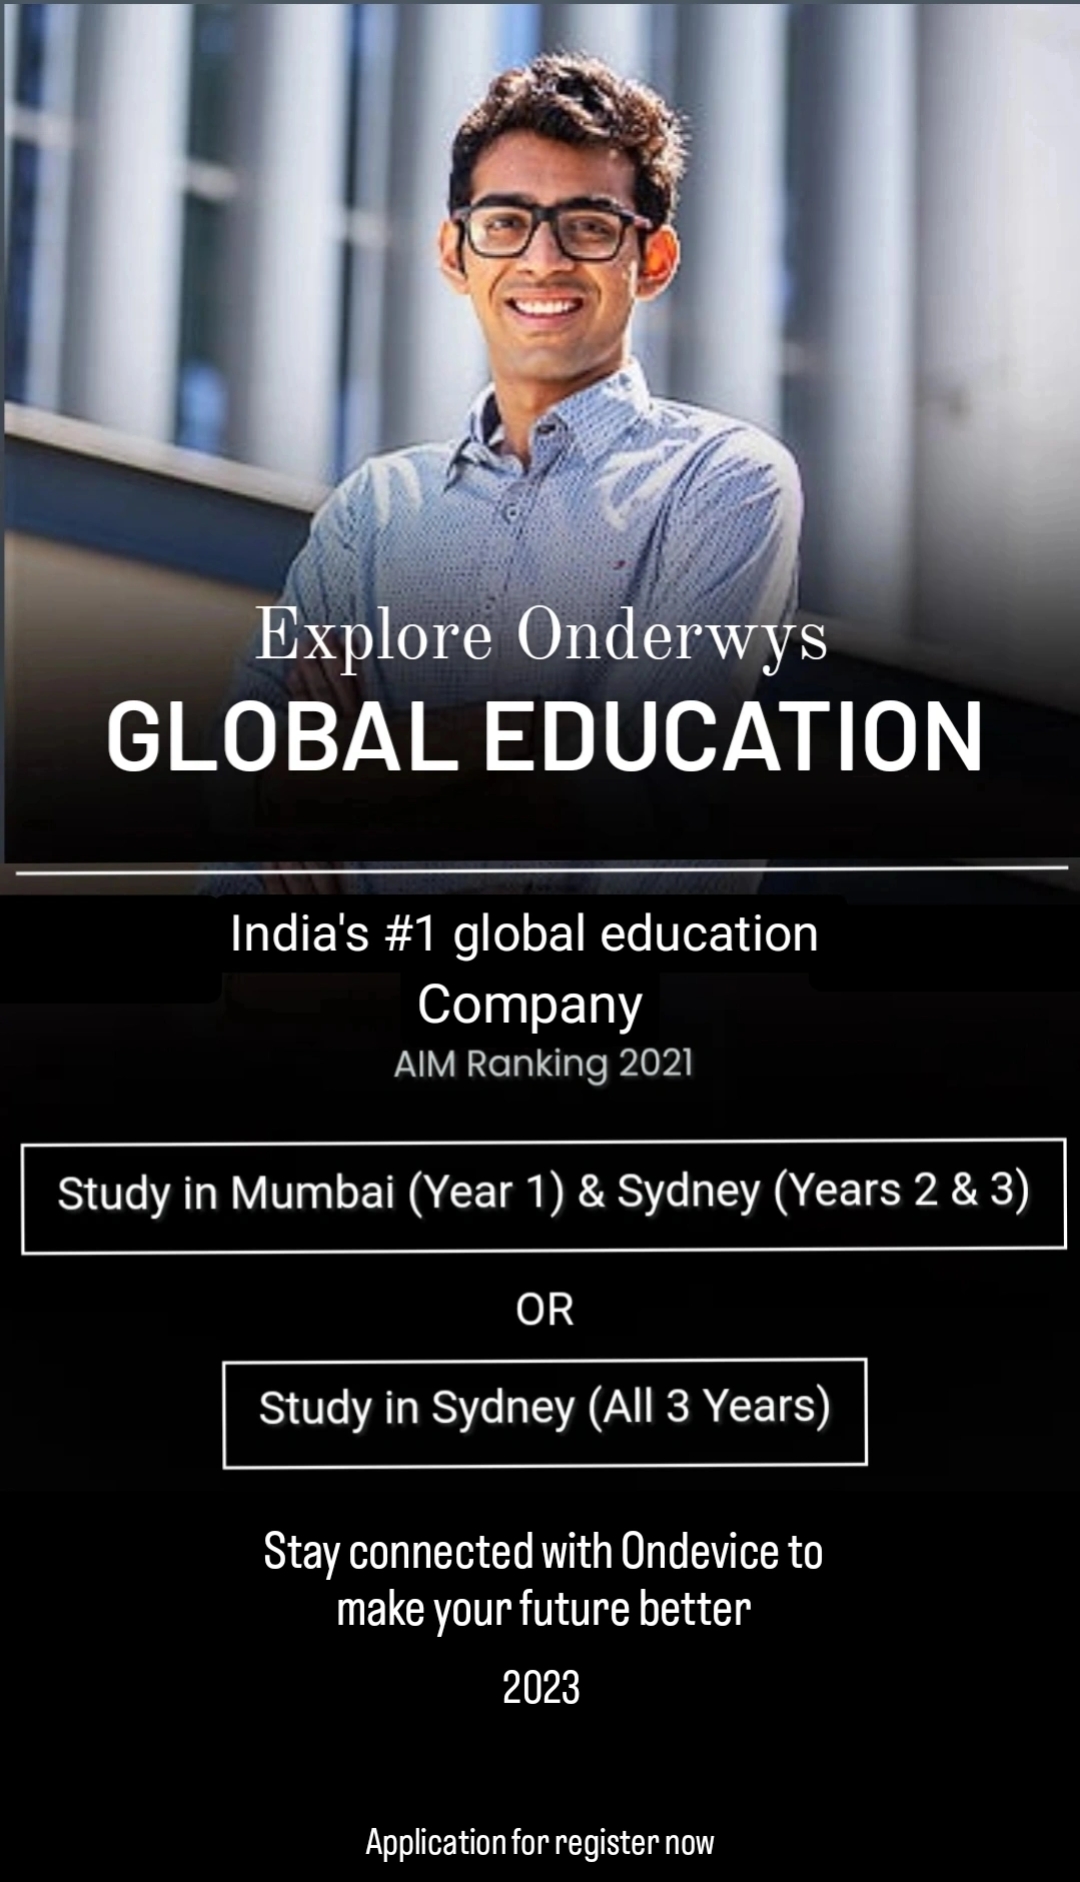 Explore Onderwys
GLOBAL EDUCATION
India's #1 global education
Company
AIM Ranking 2021
Study in Mumbai (Year 1) & Sydney (Years 2 & 3)
OR
Study in Sydney (All 3 Years)
Stay connected with Ondevice to
make your future better
2023
Application for register now